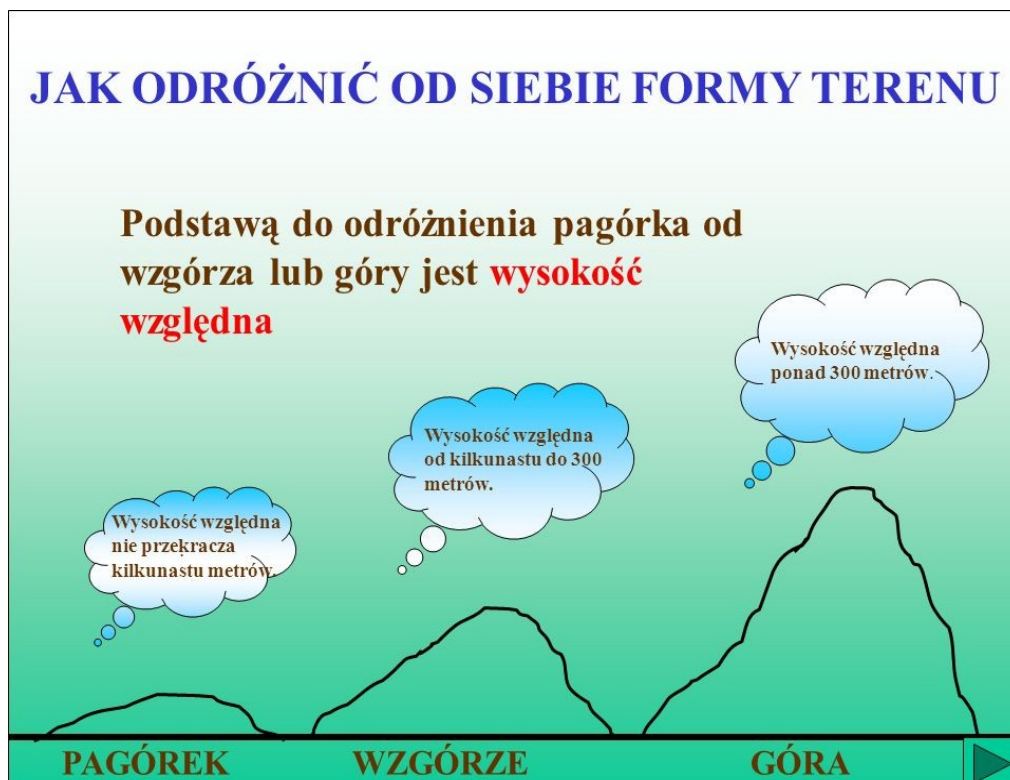 JAK ODRÓŻNIĆ OD SIEBIE FORMY TERENU
Podstawą do odróżnienia pagórka od
wzgórza lub góry jest wysokość
względna
Wysokość względna
nie przekracza
kilkunastu metrów.
Wysokość względna
od kilkunastu do 300
metrów.
Wysokość względna
ponad 300 metrów.
PAGÓREK WZGÓRZE GÓRA